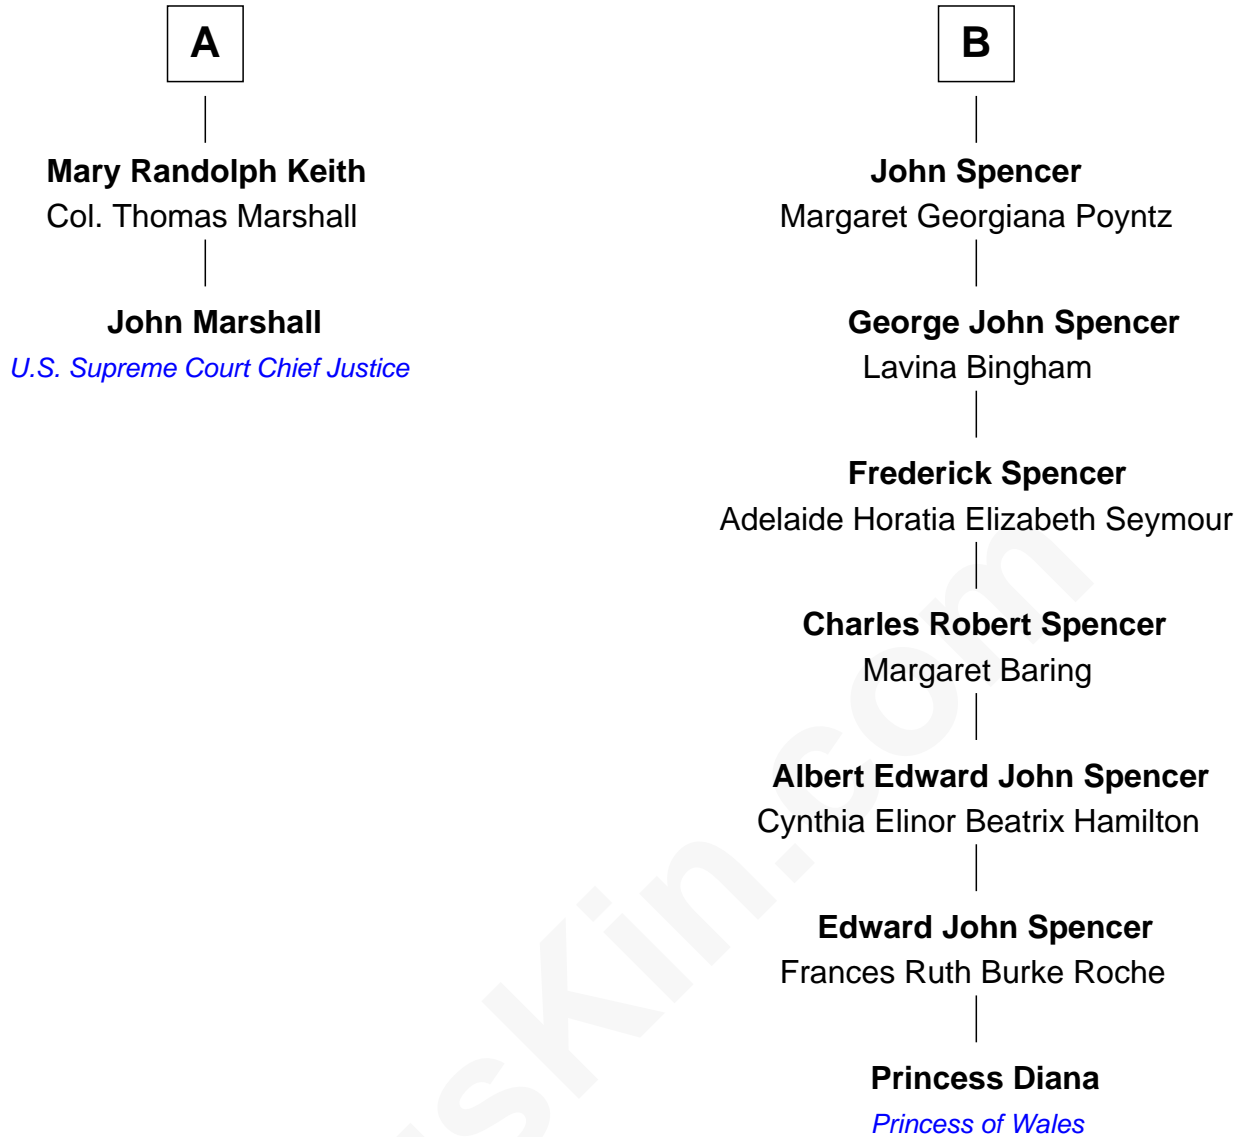 A
Mary Randolph Keith
Col. Thomas Marshall
John Marshall
U.S. Supreme Court Chief Justice
B
John Spencer
Margaret Georgiana Poyntz
George John Spencer
Lavina Bingham
Frederick Spencer
Adelaide Horatia Elizabeth Seymour
Charles Robert Spencer
Margaret Baring
Albert Edward John Spencer
Cynthia Elinor Beatrix Hamilton
Edward John Spencer
Frances Ruth Burke Roche
Princess Diana
Princess of Wales